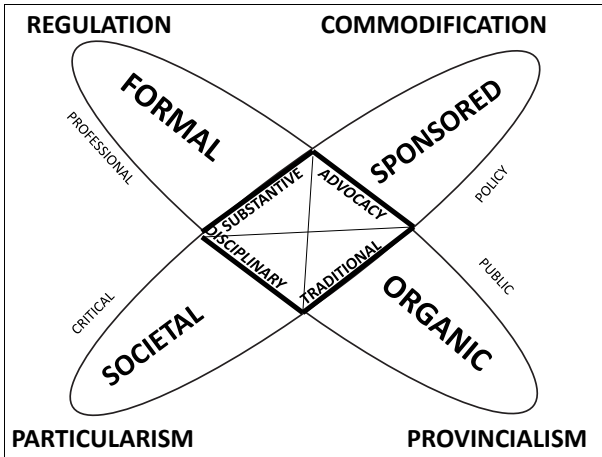 REGULATION
COMMODIFICATION
FORMAL
SPONSORED
PROFESSIONAL
POLICY
SUBSTANTIVE
ADVOCACY
DISCIPLINARY
TRADITIONAL
CRITICAL
PUBLIC
SOCIETAL
ORGANIC
PARTICULARISM
PROVINCIALISM